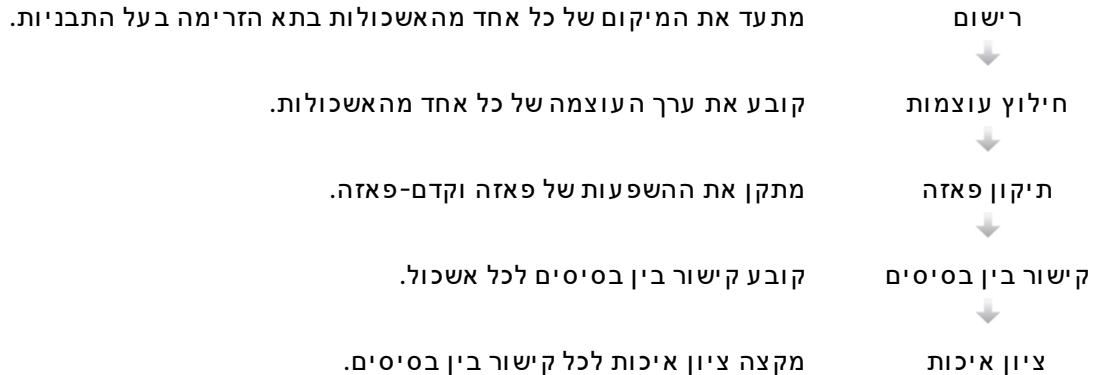 רישום מתעד את המיקום של כל אחד מהאשכולות בתא הזרימה בעל התבניות.
חילוץ עוצמות קובע את ערך העוצמה של כל אחד מהאשכולות.
תיקון פאזה מתקן את ההשפעות של פאזה וקדם-פאזה.
קישור בין בסיסים קובע קישור בין בסיסים לכל אשכול.
ציון איכות מקצה ציון איכות לכל קישור בין בסיסים.